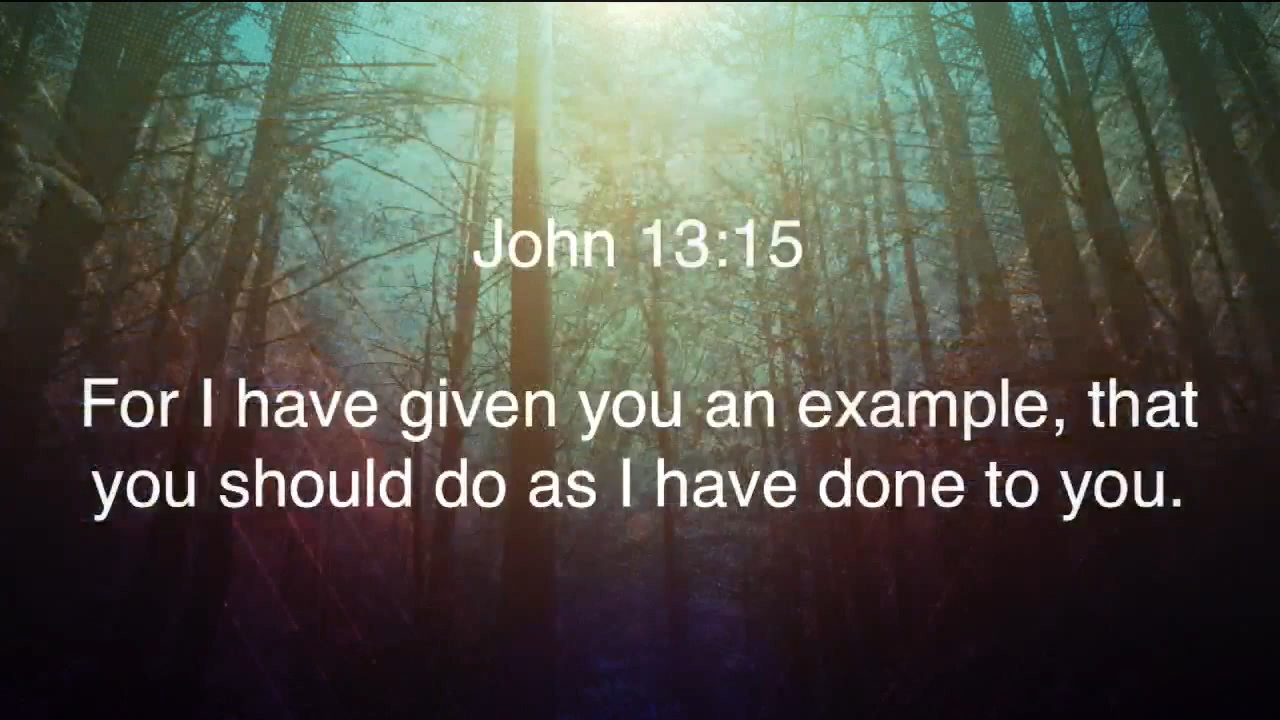 John 13:15
For I have given you an example, that
you should do as I have done to you.